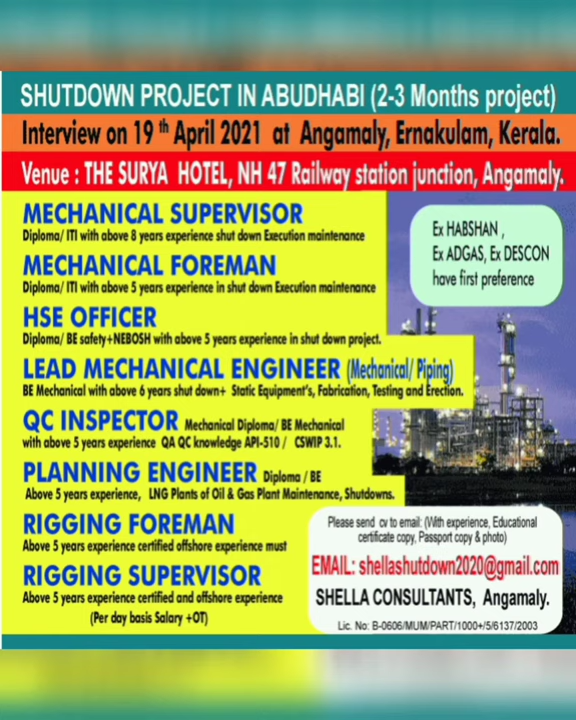 SHUTDOWN PROJECT IN ABUDHABI (2-3 Months project)
Interview on 19 th April 2021 at Angamaly, Ernakulam, Kerala.
Venue : THE SURYA HOTEL, NH 47 Railway station junction, Angamaly.
MECHANICAL SUPERVISOR
Diploma/ ITI with above 8 years experience shut down Execution maintenance
MECHANICAL FOREMAN
Diploma/ ITI with above 5 years experience in shut down Execution maintenance
HSE OFFICER
Diploma/ BE safety+NEBOSH with above 5 years experience in shut down project.
LEAD MECHANICAL ENGINEER (Mechanical/ Piping)
BE Mechanical with above 6 years shut down+ Static Equipment's, Fabrication, Testing and Erection.
QC INSPECTOR Mechanical Diploma/ BE Mechanical
with above 5 years experience QA QC knowledge API-510 / CSWIP 3.1.
PLANNING ENGINEER Diploma / BE
Above 5 years experience, LNG Plants of Oil & Gas Plant Maintenance, Shutdowns.
RIGGING FOREMAN
Above 5 years experience certified offshore experience must
RIGGING SUPERVISOR
Above 5 years experience certified and offshore experience
(Per day basis Salary +OT)
Ex HABSHAN ,
Ex ADGAS, Ex DESCON
have first preference
Please send cv to email: (With experience, Educational
certificate copy, Passport copy & photo)
EMAIL: shellashutdown2020@gmail.com
SHELLA CONSULTANTS, Angamaly.
Lic. No: B-0606/MUM/PART/1000+/5/6137/2003